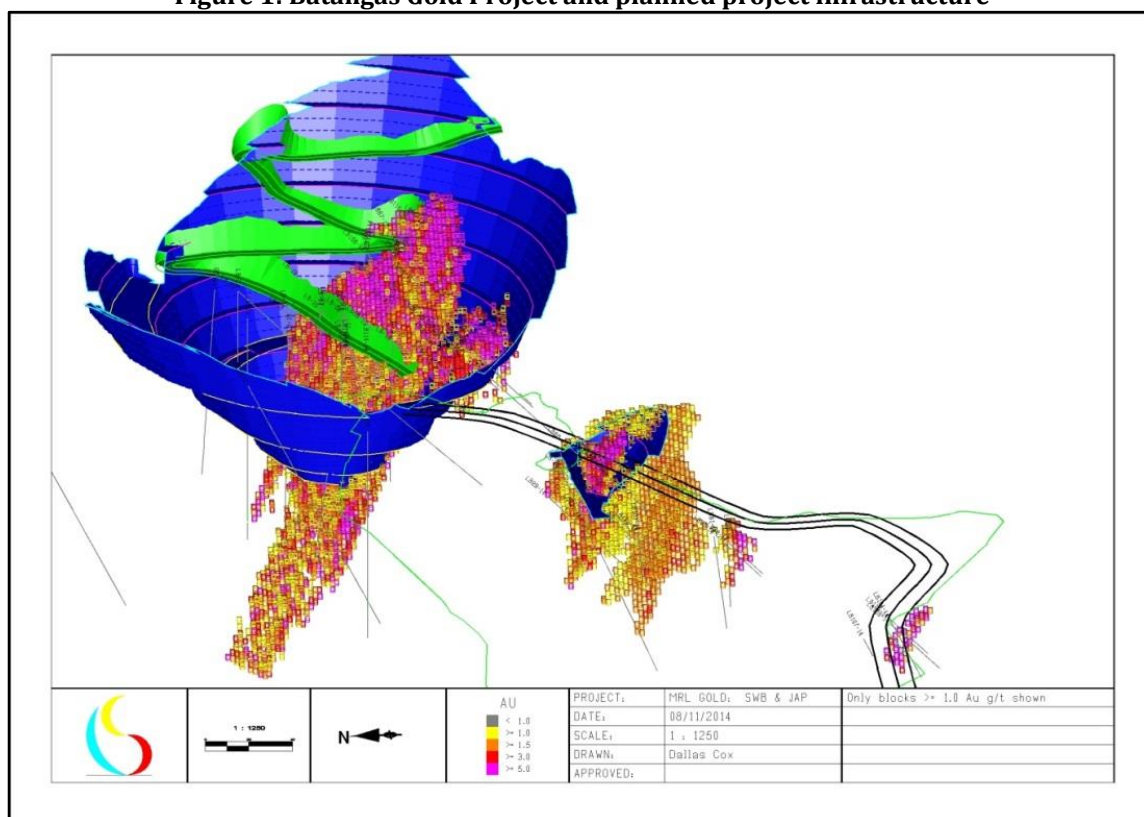 Figure 1: Batangas Gold Project and planned project infrastructure
LB07-14
1 : 1250
N
AU
< 1.0
>= 1.0
>= 1.5
>= 3.0
>= 5.0
PROJECT: MRL GOLD: SWB & JAP
DATE: 08/11/2014
SCALE: 1 : 1250
DRAWN: Dallas Cox
APPROVED:
Only blocks >= 1.0 Au g/t shown